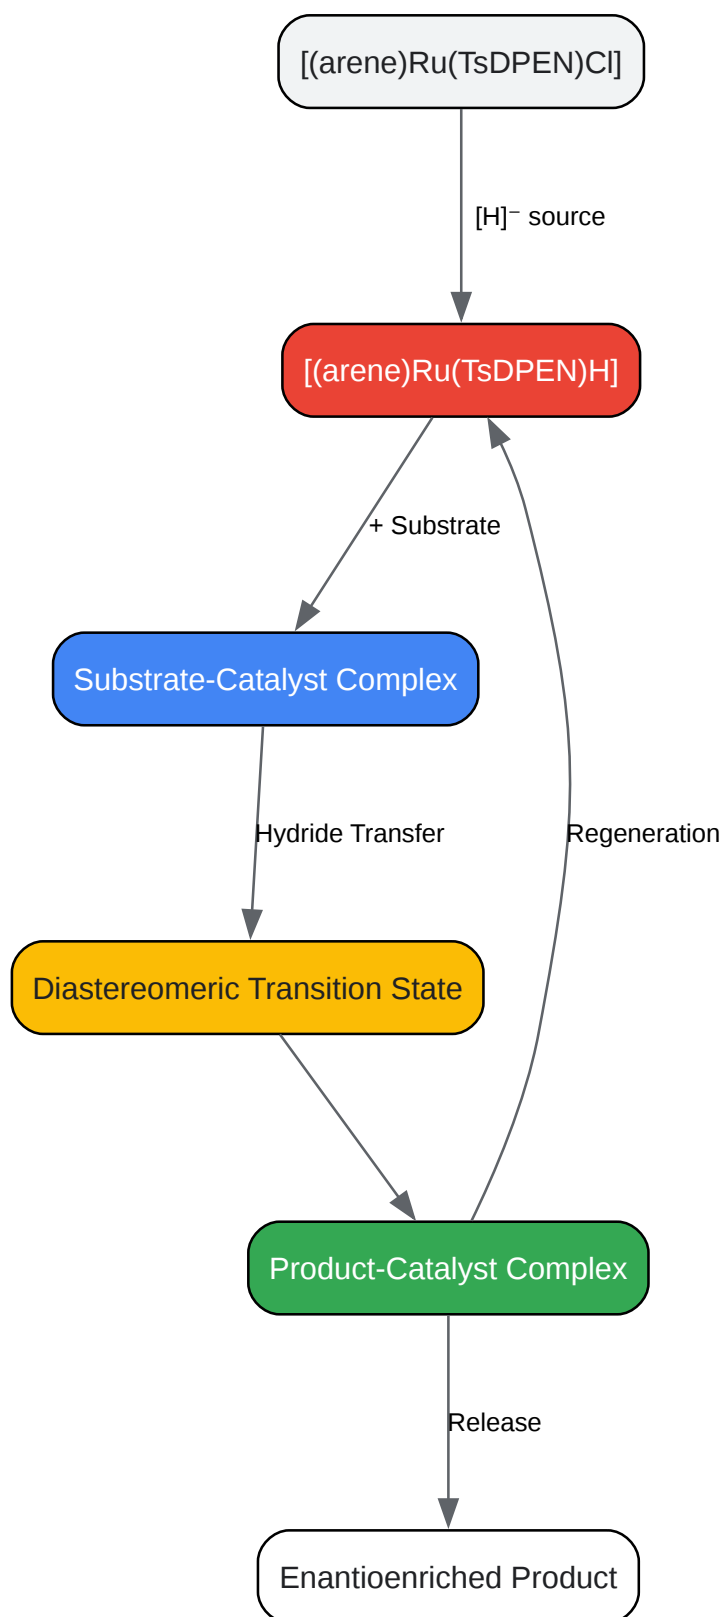 [(arene)Ru(TsDPEN)Cl]
[H]⁻ source
[(arene)Ru(TsDPEN)H]
+ Substrate
Substrate-Catalyst Complex
Hydride Transfer
Regeneration
Diastereomeric Transition State
Product-Catalyst Complex
Release
Enantioenriched Product